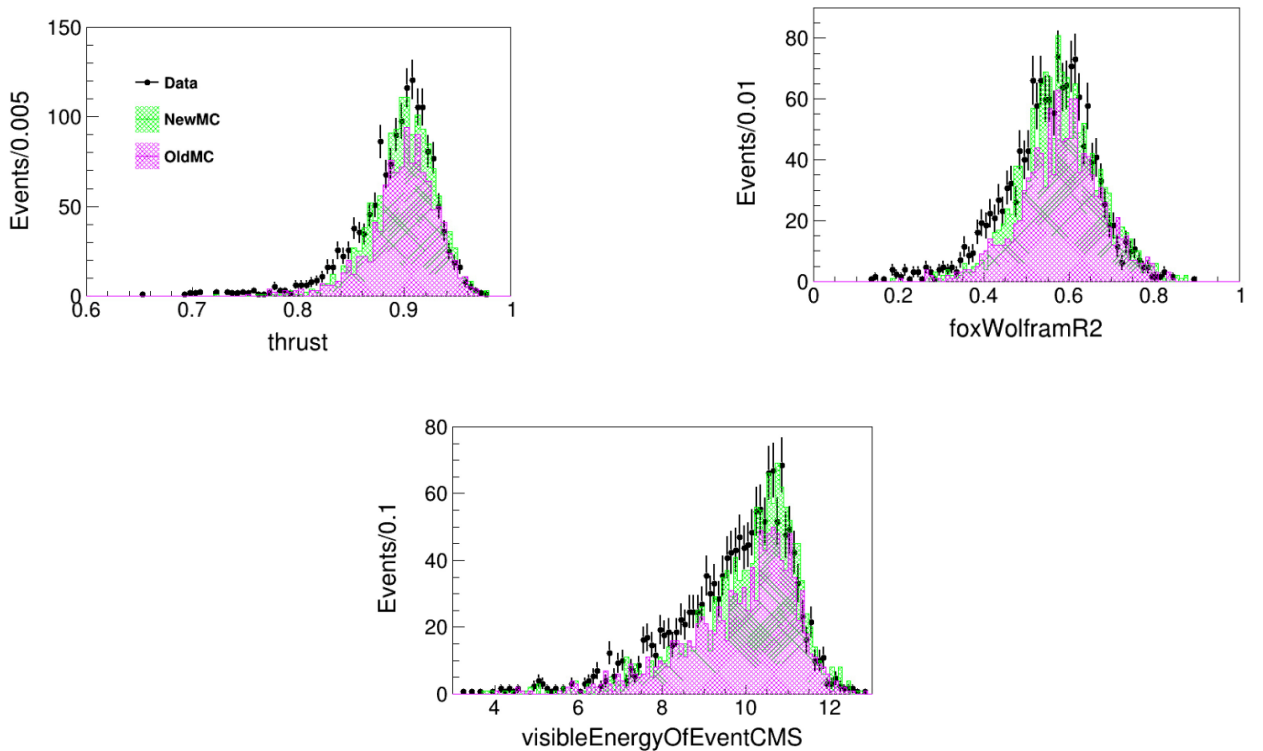 150
100
50
0
Events/0.005
Data
NewMC
OldMC
0.6 0.7 0.8 0.9 1
thrust
80
60
40
20
0
Events/0.01
0 0.2 0.4 0.6 0.8 1
foxWolframR2
80
60
40
20
0
Events/0.1
4 6 8 10 12
visibleEnergyOfEventCMS